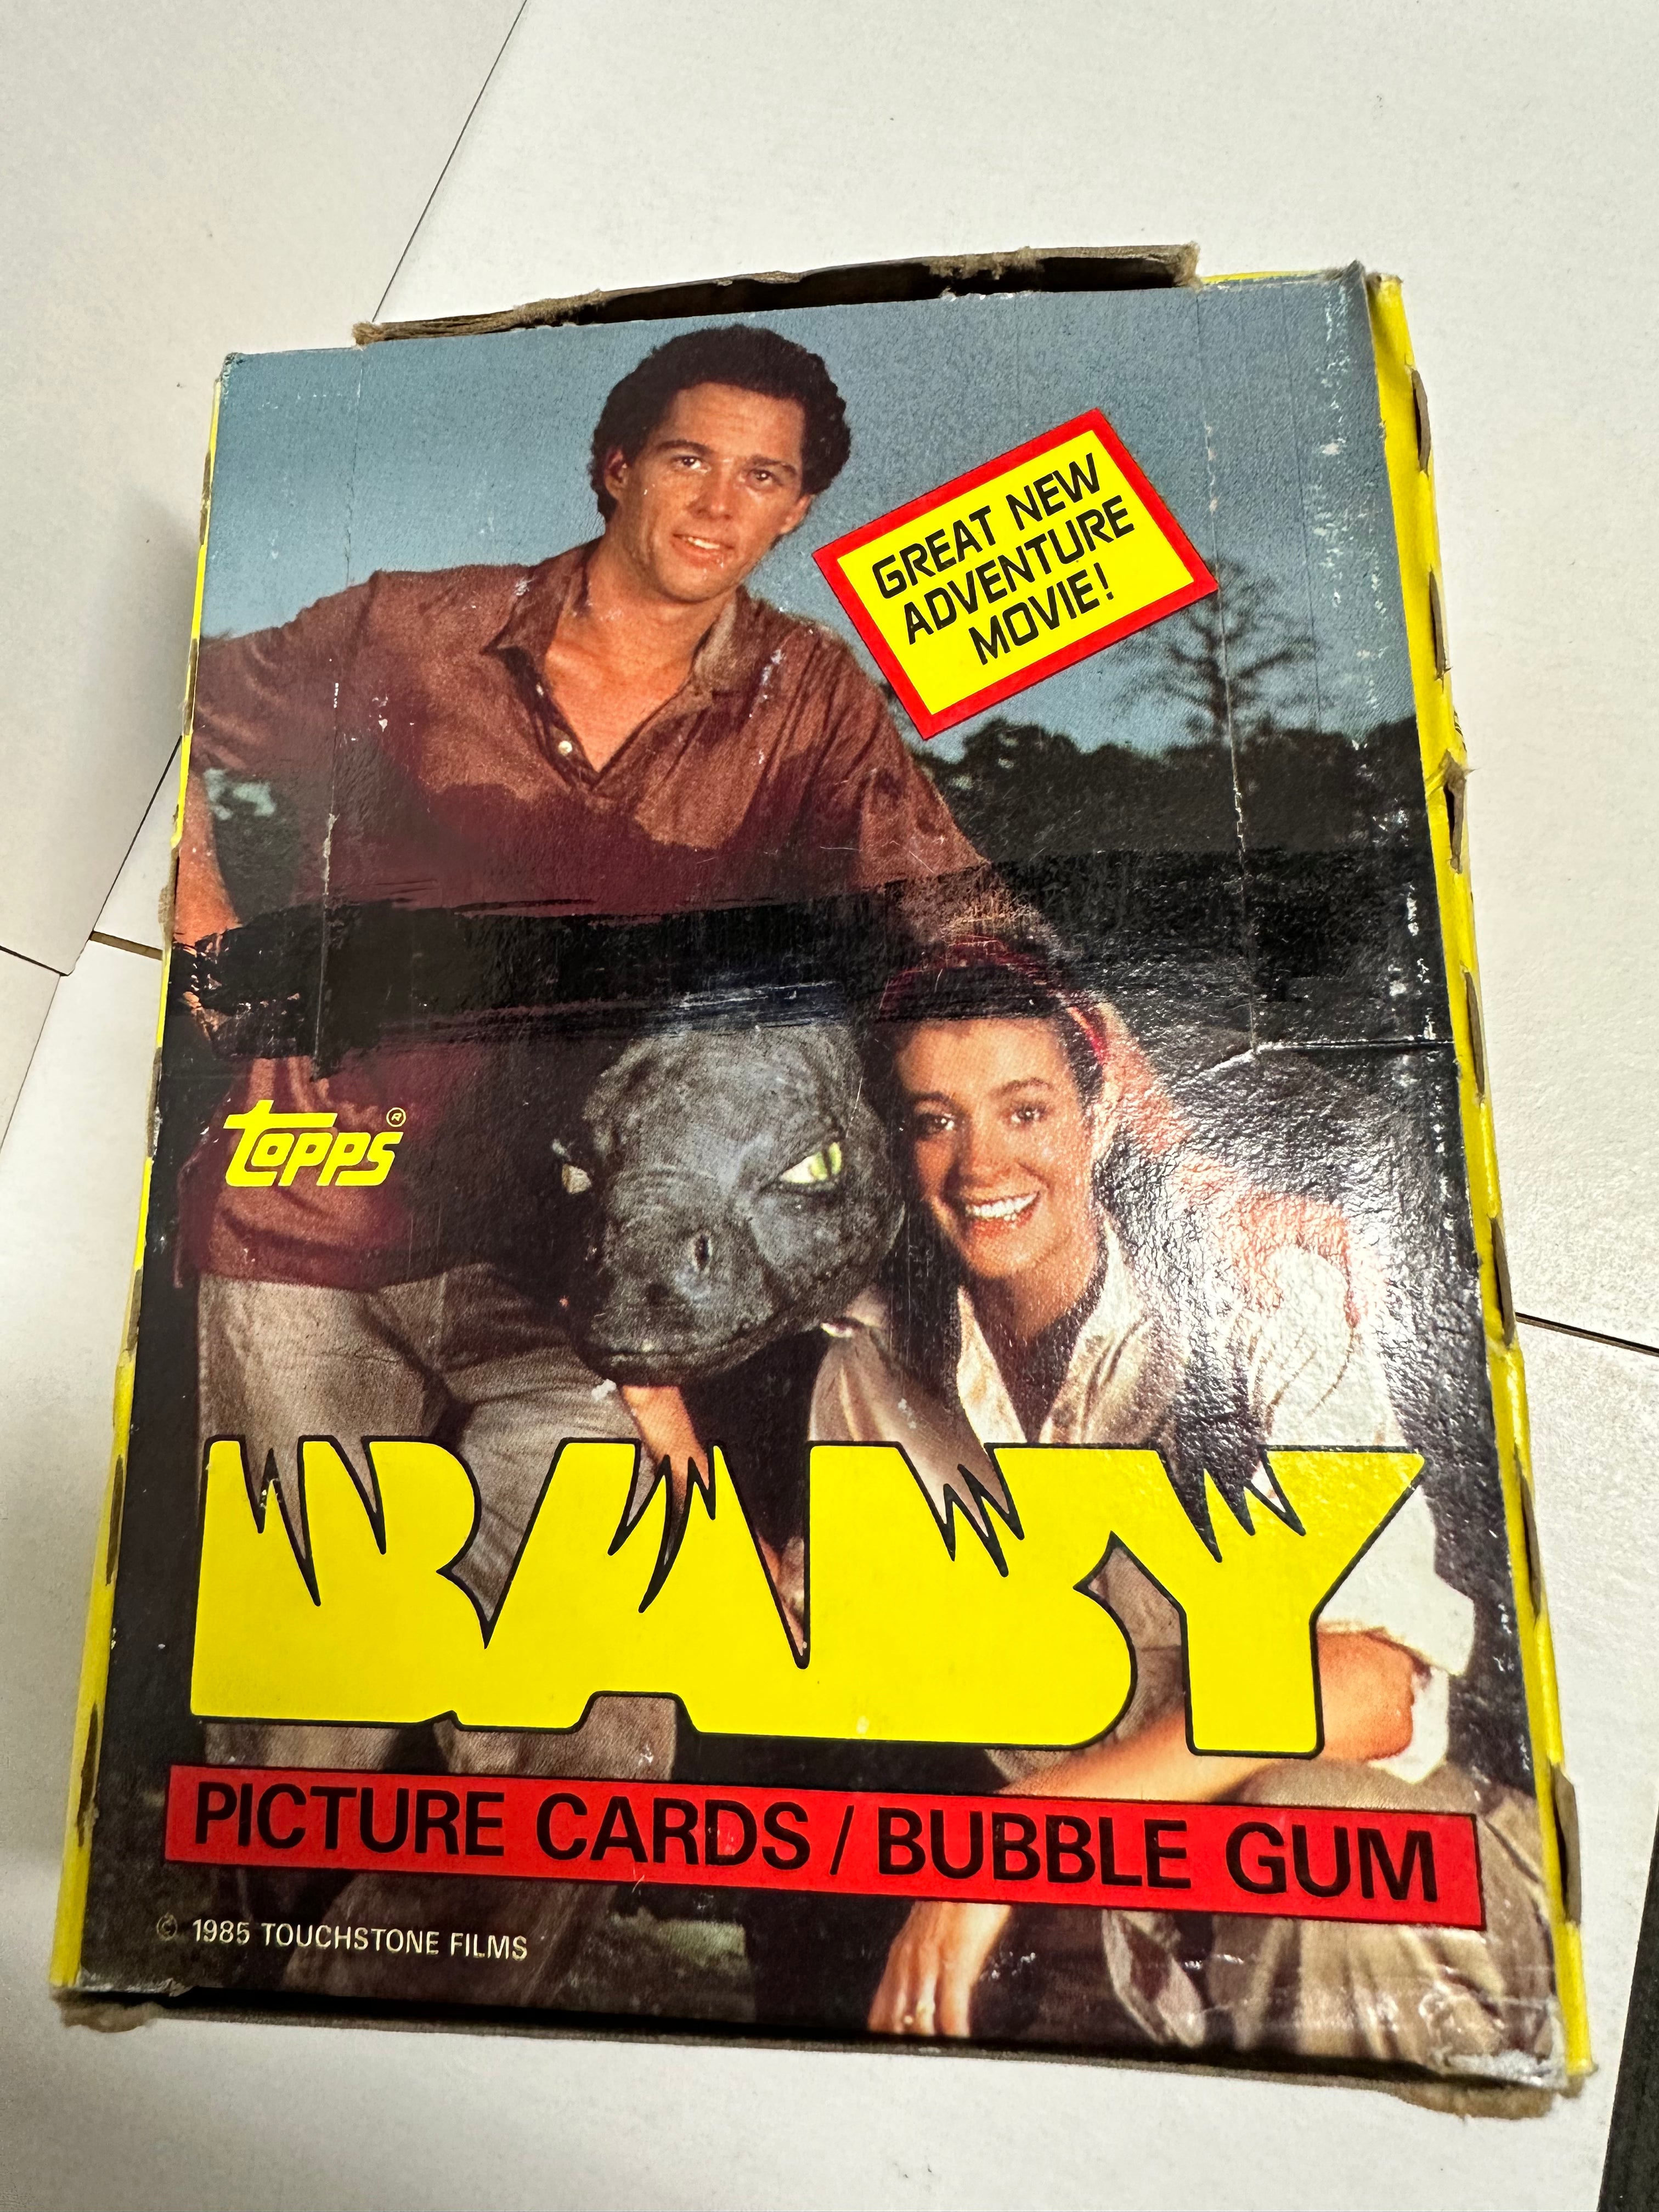 GREAT NEW
ADVENTURE
MOVIE!
topps®
BABY
PICTURE CARDS / BUBBLE GUM
© 1985 TOUCHSTONE FILMS